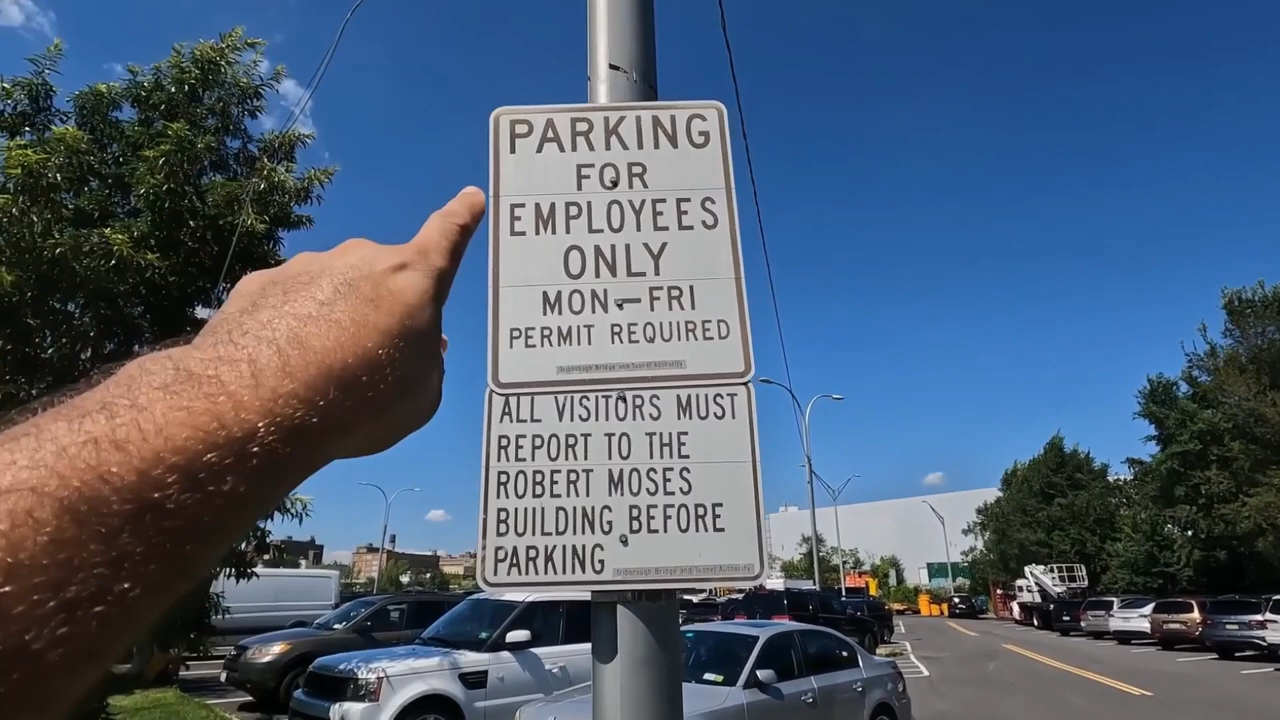 PARKING
FOR
EMPLOYEES
ONLY
MON-FRI
PERMIT REQUIRED
Triborough Bridge and Tunnel Authority
ALL VISITORS MUST
REPORT TO THE
ROBERT MOSES
BUILDING BEFORE
PARKING
Triborough Bridge and Tunnel Authority